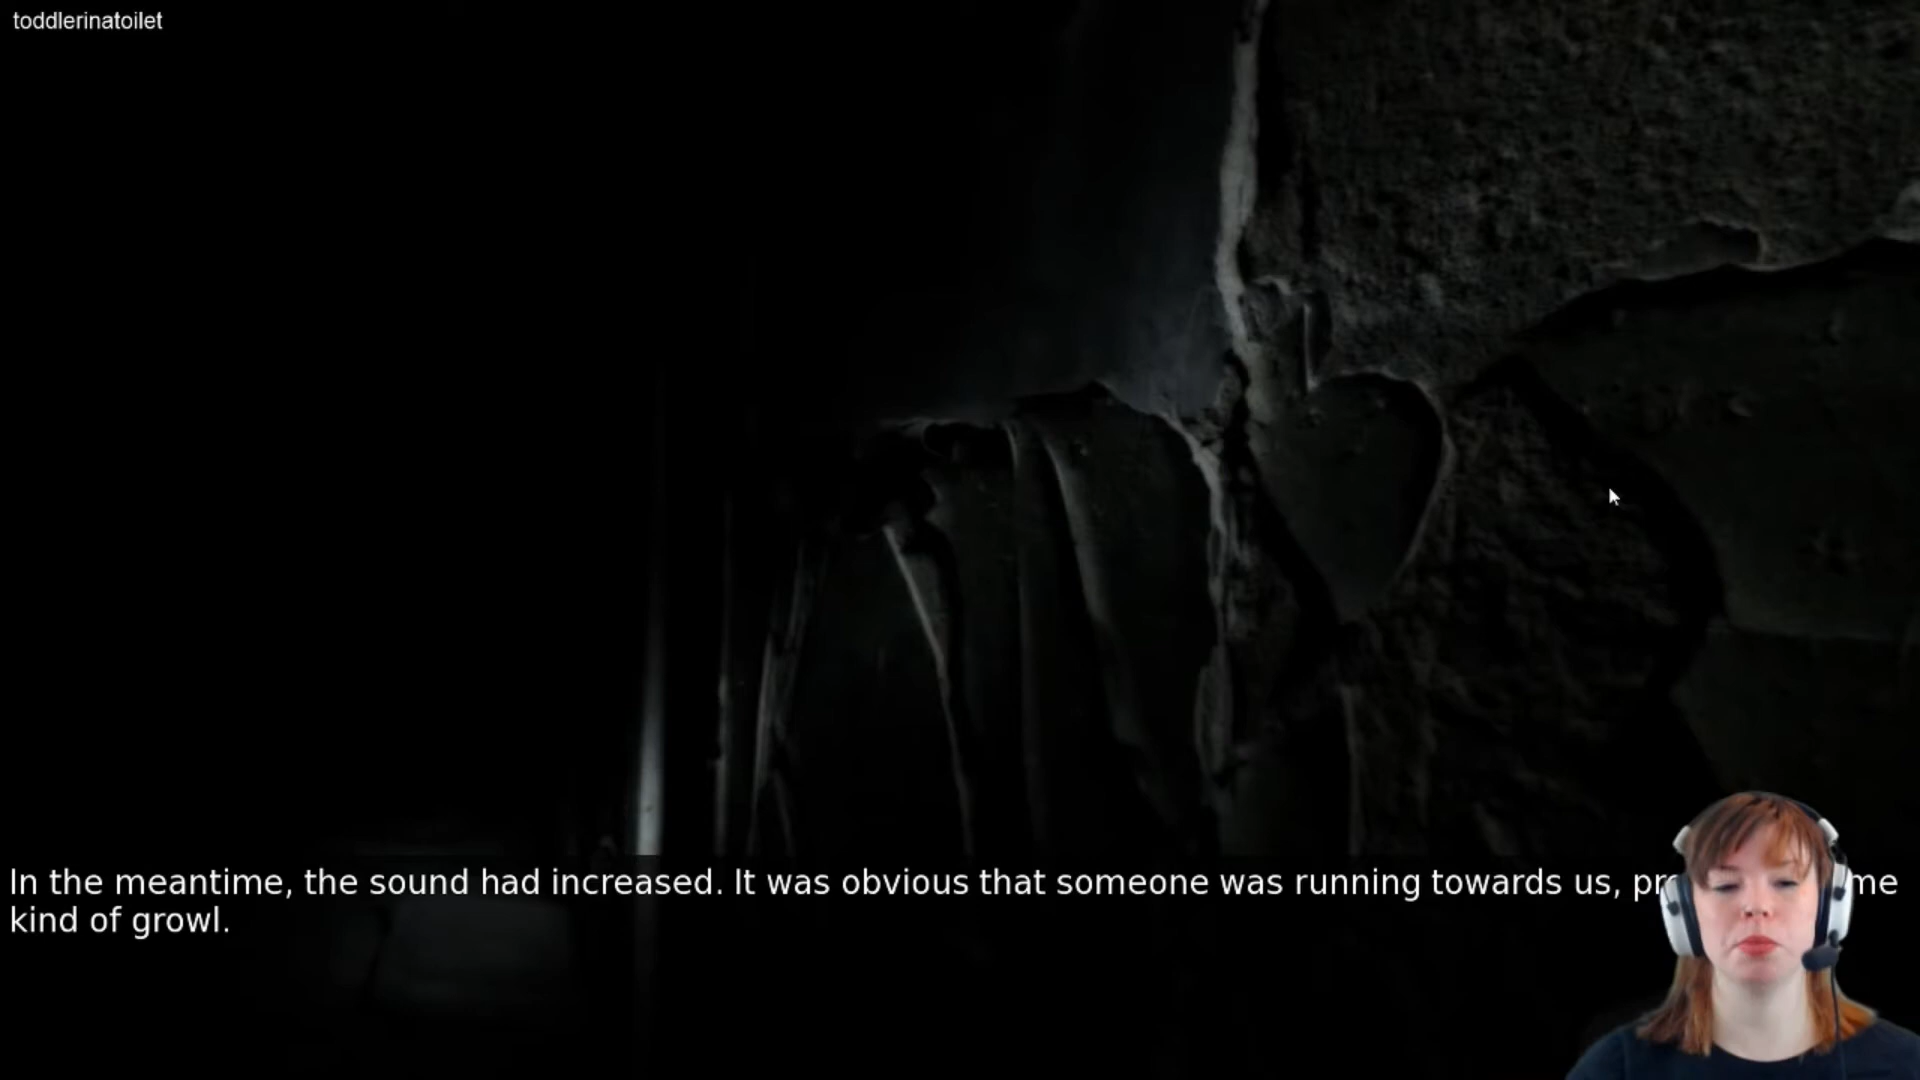 toddlerinatoilet
In the meantime, the sound had increased. It was obvious that someone was running towards us,
kind of growl.